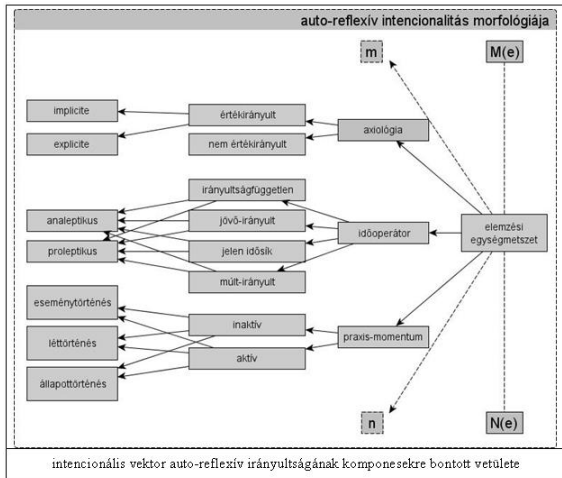 auto-reflexív intencionalitás morfológiája
m
M(e)
implicite
értékirányult
explicite
nem értékirányult
axiológia
irányultságfüggetlen
analeptikus
jövő-irányult
időoperátor
elemzési
egységmetszet
proleptikus
jelen idősík
múlt-irányult
eseménytörténés
inaktív
léttörténés
praxis-momentum
aktív
állapottörténés
n
N(e)
intencionális vektor auto-reflexív irányultságának komponesekre bontott vetülete